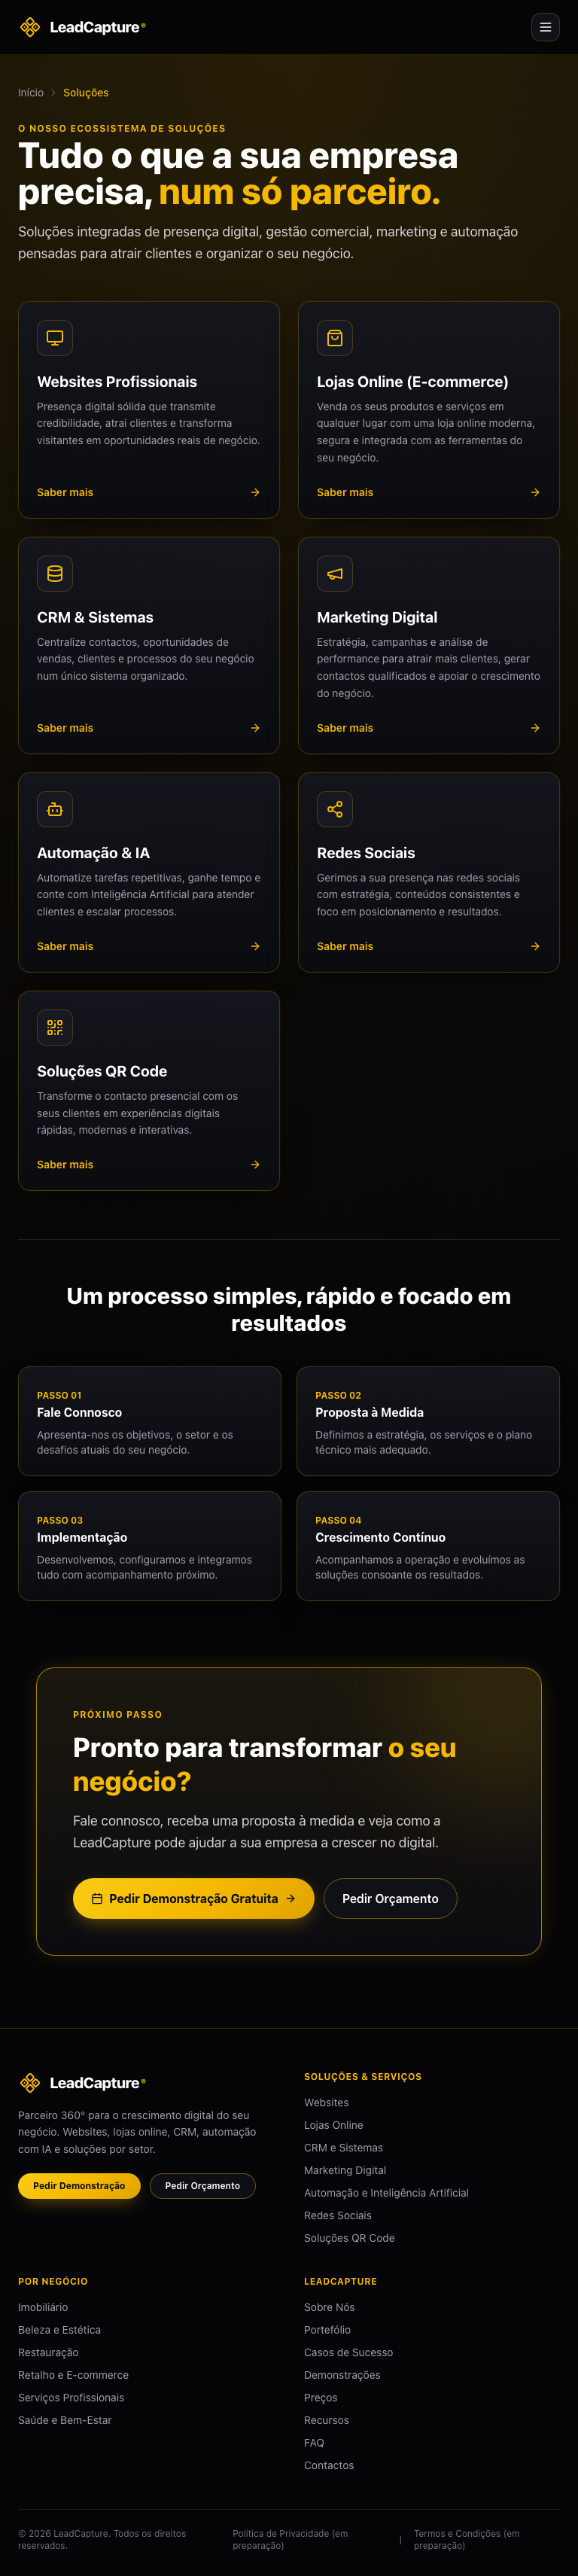 LeadCapture®
Início > Soluções
O NOSSO ECOSSISTEMA DE SOLUÇÕES
Tudo o que a sua empresa
precisa, num só parceiro.
Soluções integradas de presença digital, gestão comercial, marketing e automação
pensadas para atrair clientes e organizar o seu negócio.
Websites Profissionais
Presença digital sólida que transmite
credibilidade, atrai clientes e transforma
visitantes em oportunidades reais de negócio.
Saber mais
Lojas Online (E-commerce)
Venda os seus produtos e serviços em
qualquer lugar com uma loja online moderna,
segura e integrada com as ferramentas do
seu negócio.
Saber mais
CRM & Sistemas
Centralize contactos, oportunidades de
vendas, clientes e processos do seu negócio
num único sistema organizado.
Saber mais
Marketing Digital
Estratégia, campanhas e análise de
performance para atrair mais clientes, gerar
contactos qualificados e apoiar o crescimento
do negócio.
Saber mais
Automação & IA
Automatize tarefas repetitivas, ganhe tempo e
conte com Inteligência Artificial para atender
clientes e escalar processos.
Saber mais
Redes Sociais
Gerimos a sua presença nas redes sociais
com estratégia, conteúdos consistentes e
foco em posicionamento e resultados.
Saber mais
Soluções QR Code
Transforme o contacto presencial com os
seus clientes em experiências digitais
rápidas, modernas e interativas.
Saber mais
Um processo simples, rápido e focado em
resultados
PASSO 01
Fale Connosco
Apresenta-nos os objetivos, o setor e os
desafios atuais do seu negócio.
PASSO 02
Proposta à Medida
Definimos a estratégia, os serviços e o plano
técnico mais adequado.
PASSO 03
Implementação
Desenvolvemos, configuramos e integramos
tudo com acompanhamento próximo.
PASSO 04
Crescimento Contínuo
Acompanhamos a operação e evoluímos as
soluções consoante os resultados.
PRÓXIMO PASSO
Pronto para transformar o seu
negócio?
Fale connosco, receba uma proposta à medida e veja como a
LeadCapture pode ajudar a sua empresa a crescer no digital.
Pedir Demonstração Gratuita
Pedir Orçamento
LeadCapture®
Parceiro 360º para o crescimento digital do seu
negócio. Websites, lojas online, CRM, automação
com IA e soluções por setor.
Pedir Demonstração
Pedir Orçamento
SOLUÇÕES & SERVIÇOS
Websites
Lojas Online
CRM e Sistemas
Marketing Digital
Automação e Inteligência Artificial
Redes Sociais
Soluções QR Code
POR NEGÓCIO
Imobiliário
Beleza e Estética
Restauração
Retalho e E-commerce
Serviços Profissionais
Saúde e Bem-Estar
LEADCAPTURE
Sobre Nós
Portefólio
Casos de Sucesso
Demonstrações
Preços
Recursos
FAQ
Contactos
© 2026 LeadCapture. Todos os direitos
reservados.
Política de Privacidade (em
preparação)
|
Termos e Condições (em
preparação)